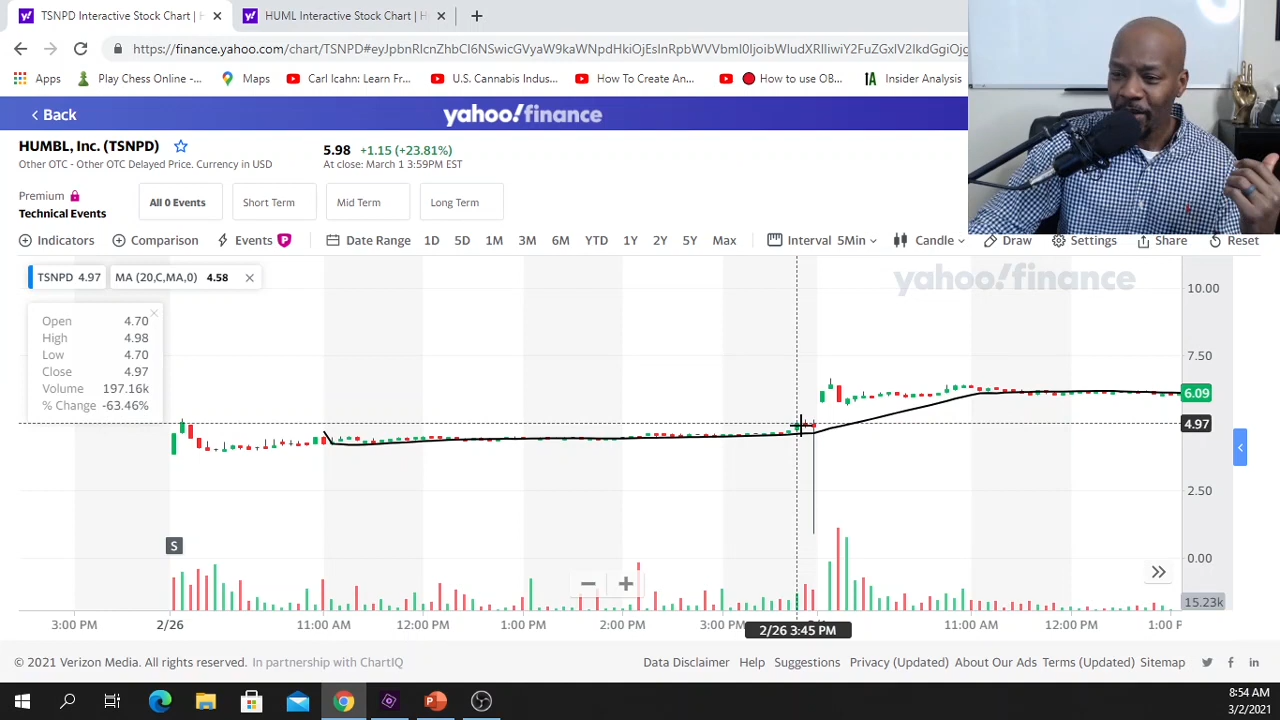 TSNPD Interactive Stock Chart | H
HUML Interactive Stock Chart | H
https://finance.yahoo.com/chart/TSNPD#
Apps
Play Chess Online -...
Maps
Carl Icahn: Learn Fr...
U.S. Cannabis Indus...
How To Create An...
How to use OB...
IA Insider Analysis
Back
yahoo!finance
HUMBL, Inc. (TSNPD)
Other OTC - Other OTC Delayed Price. Currency in USD
5.98 +1.15 (+23.81%)
At close: March 1 3:59PM EST
Premium
Technical Events
All 0 Events
Short Term
Mid Term
Long Term
Indicators
Comparison
Events P
Date Range
1D 5D 1M 3M 6M YTD 1Y 2Y 5Y Max
Interval 5Min
Candle
Draw
Settings
Share
Reset
TSNPD 4.97
MA (20,C,MA,0) 4.58
yahoo!finance
Open 4.70
High 4.98
Low 4.70
Close 4.97
Volume 197.16k
% Change -63.46%
10.00
7.50
6.09
4.97
2.50
0.00
15.23k
S
3:00 PM
2/26
11:00 AM
12:00 PM
1:00 PM
2:00 PM
3:00 PM
2/26 3:45 PM
11:00 AM
12:00 PM
1:00 P
© 2021 Verizon Media. All rights reserved. In partnership with ChartIQ
Data Disclaimer Help Suggestions Privacy (Updated) About Our Ads Terms (Updated) Sitemap
8:54 AM
3/2/2021